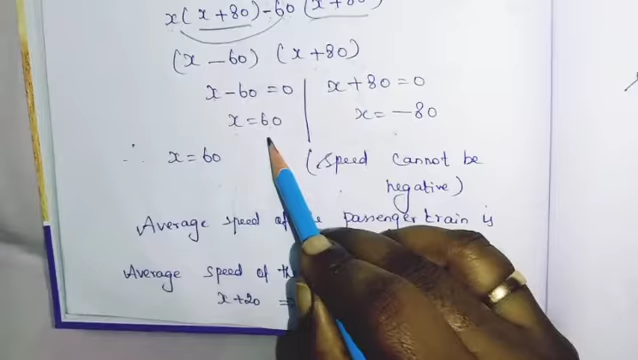 x(x+80)-60(x+80)
(x-60) (x+80)
x-60=0 | x+80=0
x=60 | x=-80
∴ x=60 (Speed cannot be
negative)
Average speed of passenger train is
Average speed of
x+20 =